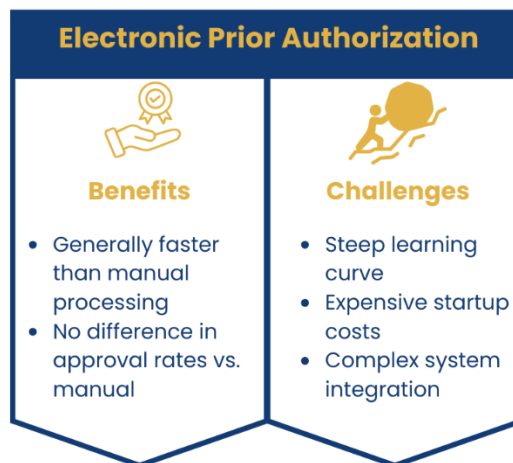 Electronic Prior Authorization
Benefits
• Generally faster
than manual
processing
• No difference in
approval rates vs.
manual
Challenges
• Steep learning
curve
• Expensive startup
costs
• Complex system
integration